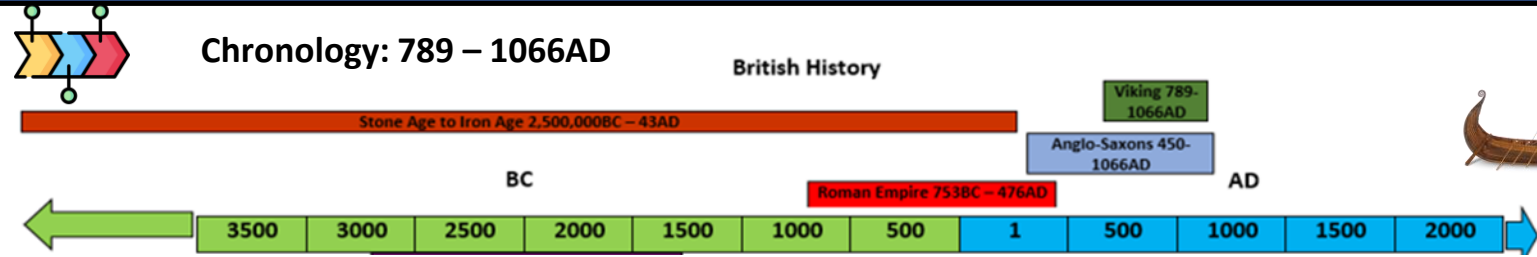 Chronology: 789 – 1066AD
British History
Viking 789-
1066AD
Stone Age to Iron Age 2,500,000BC – 43AD
Anglo-Saxons 450-
1066AD
BC
AD
Roman Empire 753BC – 476AD
3500 3000 2500 2000 1500 1000 500 1 500 1000 1500 2000